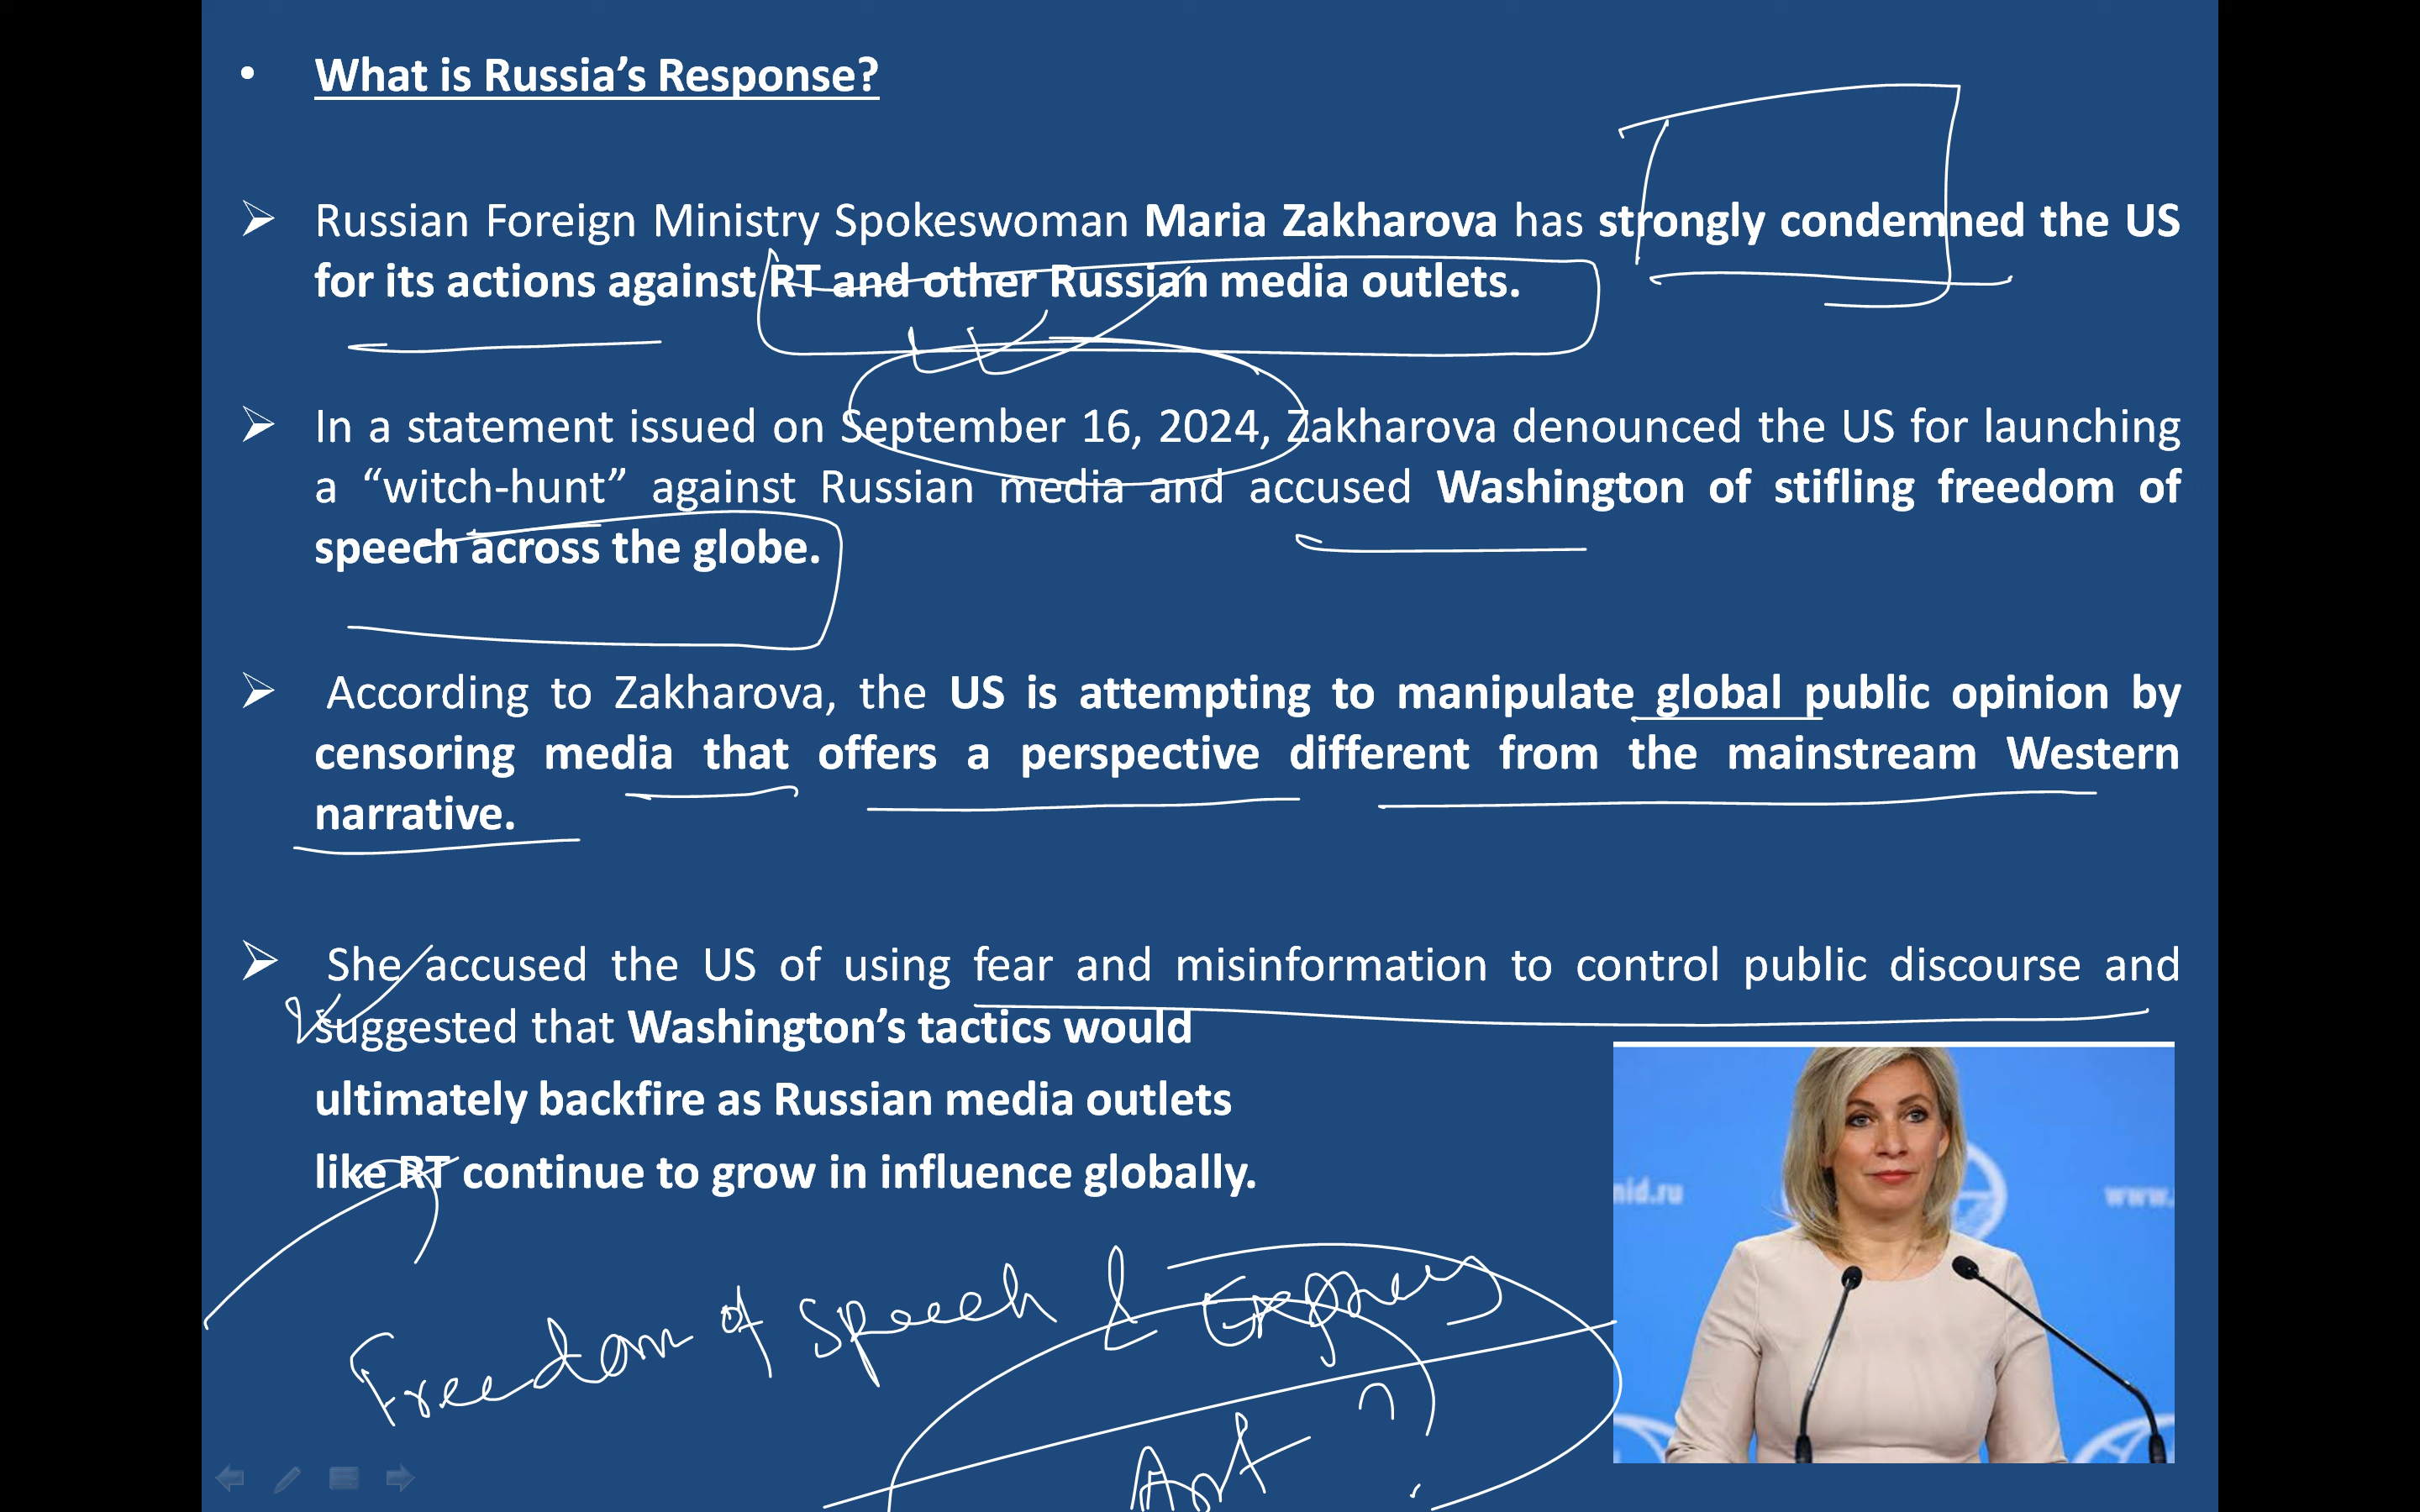 • What is Russia’s Response?
➢ Russian Foreign Ministry Spokeswoman Maria Zakharova has strongly condemned the US
for its actions against RT and other Russian media outlets.
➢ In a statement issued on September 16, 2024, Zakharova denounced the US for launching
a “witch-hunt” against Russian media and accused Washington of stifling freedom of
speech across the globe.
➢ According to Zakharova, the US is attempting to manipulate global public opinion by
censoring media that offers a perspective different from the mainstream Western
narrative.
➢ She accused the US of using fear and misinformation to control public discourse and
suggested that Washington’s tactics would
ultimately backfire as Russian media outlets
like RT continue to grow in influence globally.
mid.ru
www.
Freedom of Speech &
Art ?